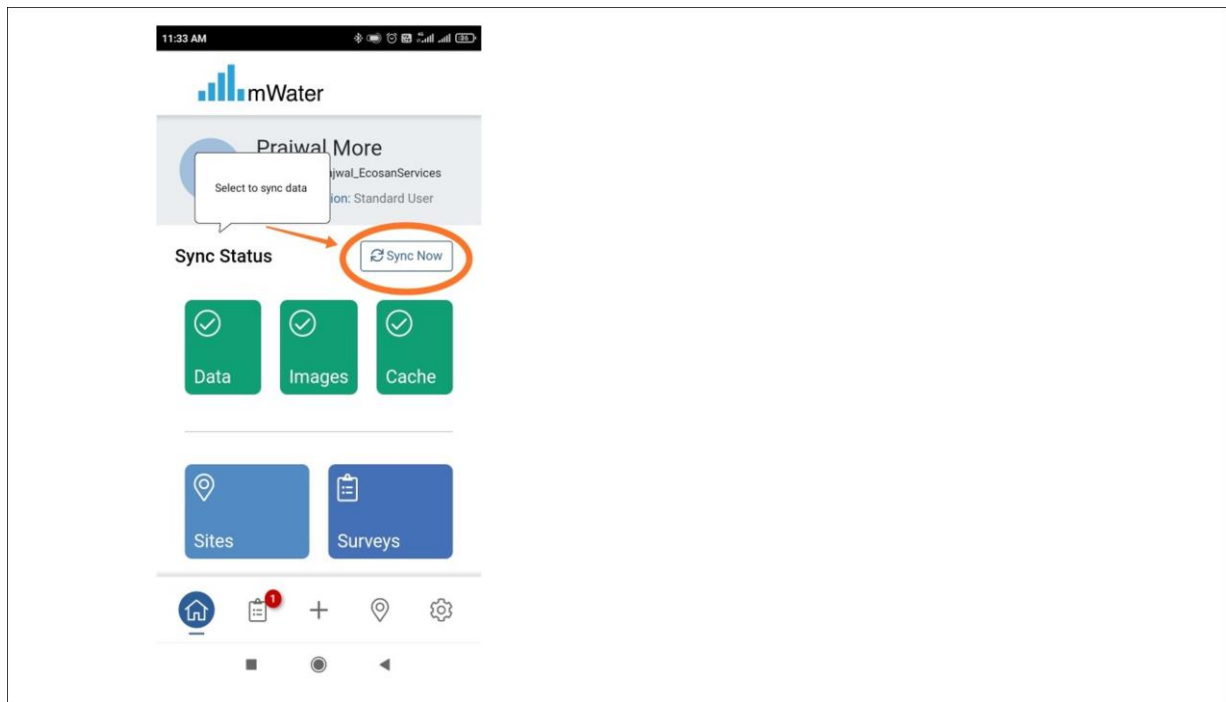 11:33 AM
mWater
Prajwal More
jwal_EcosanServices
Select to sync data
ion: Standard User
Sync Status
Sync Now
Data
Images
Cache
Sites
Surveys
1